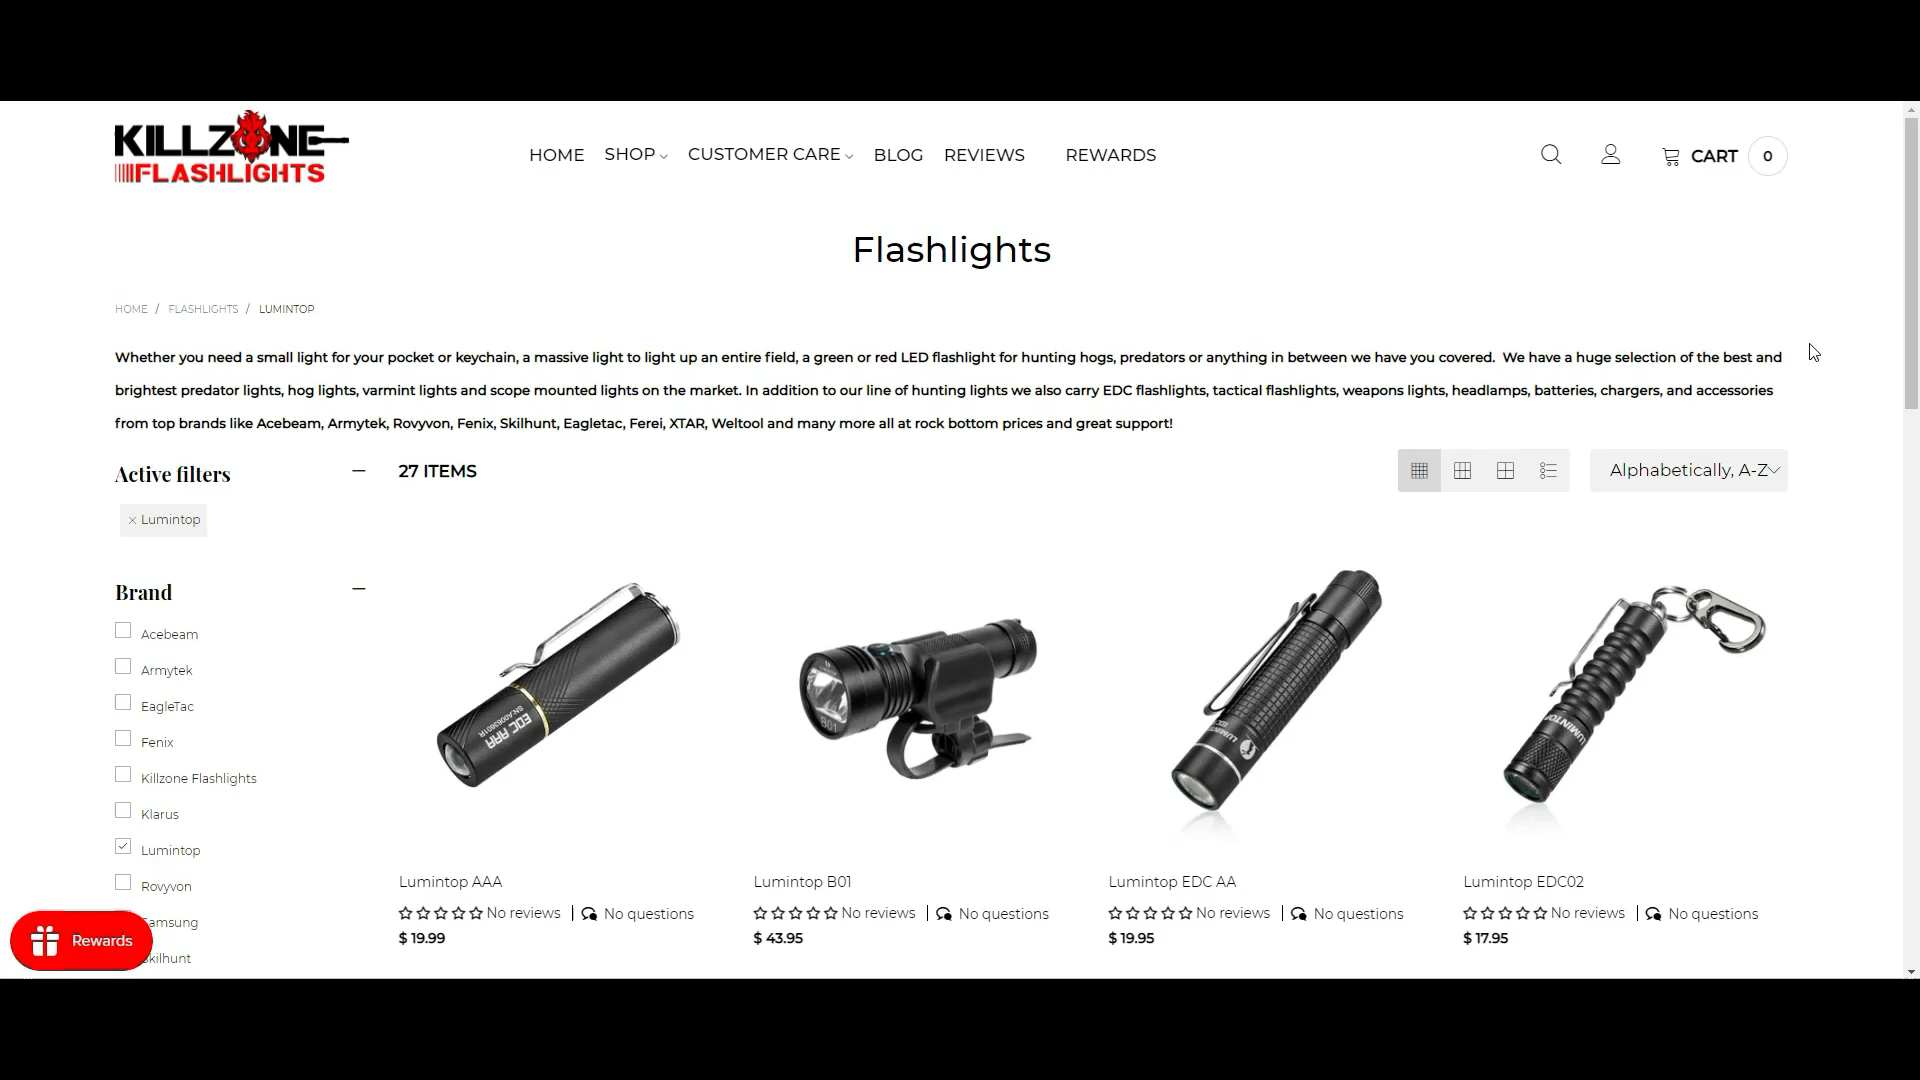 KILLZONE
FLASHLIGHTS
HOME SHOP CUSTOMER CARE BLOG REVIEWS REWARDS
CART 0
Flashlights
HOME / FLASHLIGHTS / LUMINTOP
Whether you need a small light for your pocket or keychain, a massive light to light up an entire field, a green or red LED flashlight for hunting hogs, predators or anything in between we have you covered. We have a huge selection of the best and
brightest predator lights, hog lights, varmint lights and scope mounted lights on the market. In addition to our line of hunting lights we also carry EDC flashlights, tactical flashlights, weapons lights, headlamps, batteries, chargers, and accessories
from top brands like Acebeam, Armytek, Rovyvon, Fenix, Skilhunt, Eagletac, Ferei, XTAR, Weltool and many more all at rock bottom prices and great support!
Active filters
× Lumintop
Brand
Acebeam
Armytek
EagleTac
Fenix
Killzone Flashlights
Klarus
Lumintop
Rovyvon
Samsung
Skilhunt
Rewards
27 ITEMS
Alphabetically, A-Z
EDC AAA
B01
LUMINTOP
Lumintop AAA
No reviews | No questions
$ 19.99
Lumintop B01
No reviews | No questions
$ 43.95
Lumintop EDC AA
No reviews | No questions
$ 19.95
Lumintop EDC02
No reviews | No questions
$ 17.95